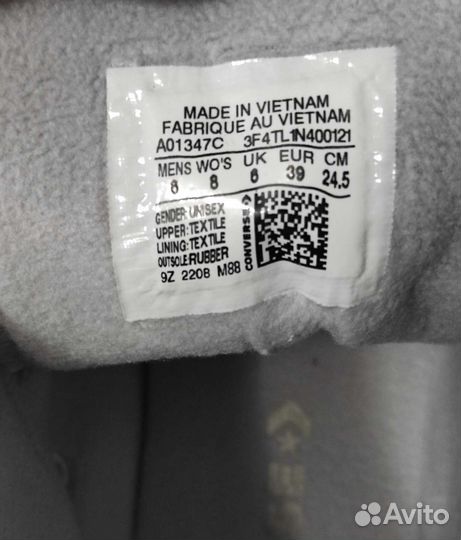 MADE IN VIETNAM
FABRIQUE AU VIETNAM
A01347C 3F4TL1N400121
MENS WO'S UK EUR CM
6 8 6 39 24.5
GENDER:UNISEX
UPPER:TEXTILE
LINING:TEXTILE
OUTSOLE:RUBBER
9Z 2208 M88
CONVERSE
Avito